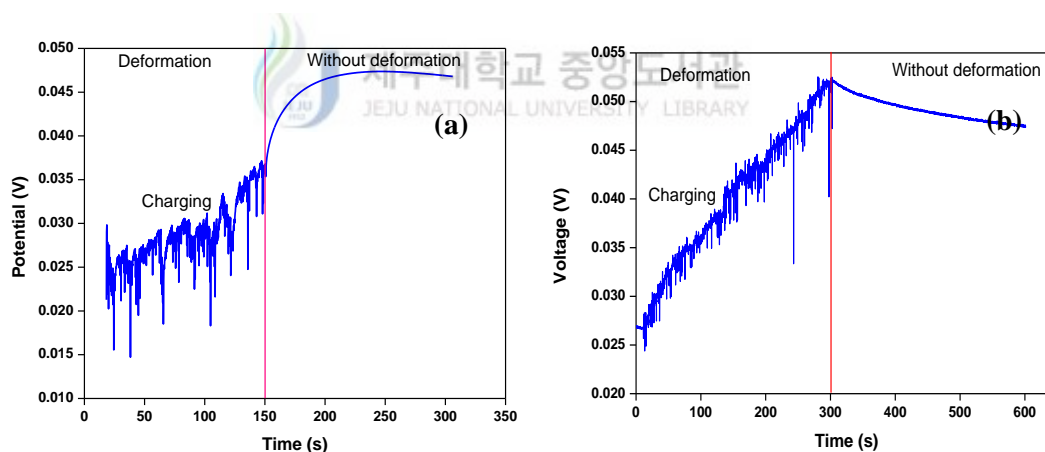 제주대학교 중앙도서관
JEJU NATIONAL UNIVERSITY LIBRARY
Deformation
Without deformation
(a)
Charging
Potential (V)
0.050
0.045
0.040
0.035
0.030
0.025
0.020
0.015
0.010
0 50 100 150 200 250 300 350
Time (s)
Deformation
Without deformation
(b)
Charging
Voltage (V)
0.055
0.050
0.045
0.040
0.035
0.030
0.025
0.020
0 100 200 300 400 500 600
Time (s)